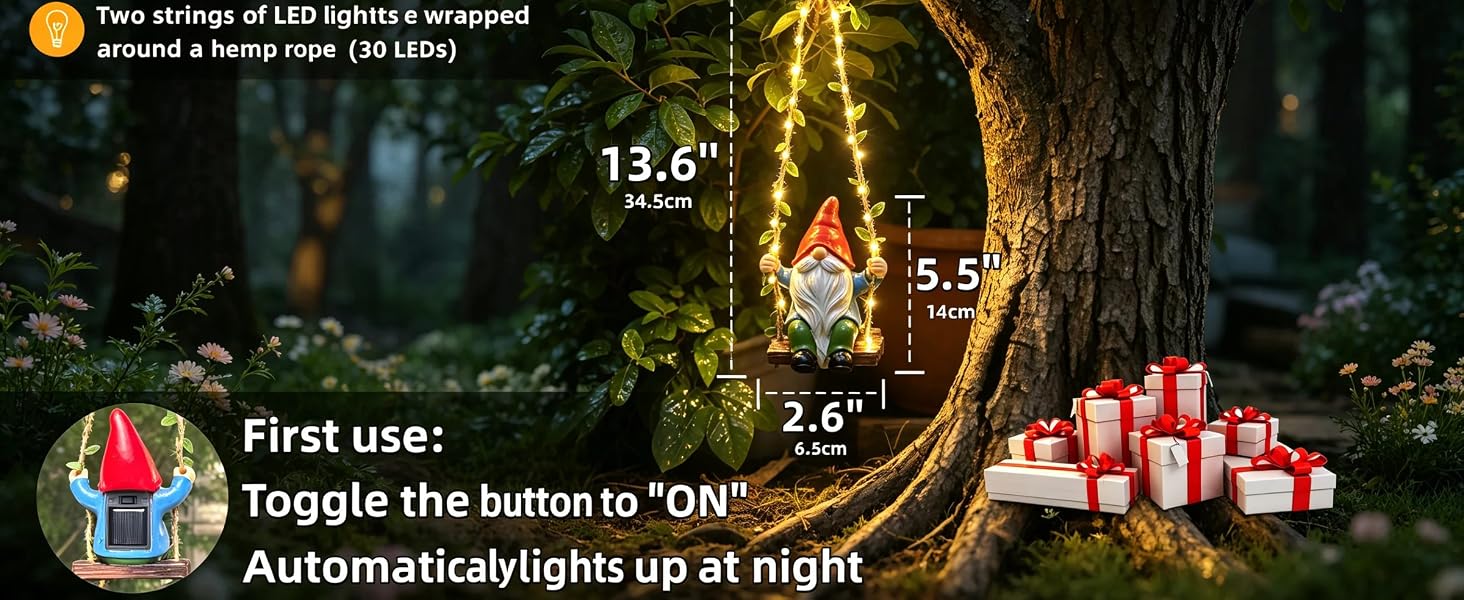 Two strings of LED lightts e wrapped
around a hemp rope (30 LEDs)
13.6"
34.5cm
5.5"
14cm
2.6"
6.5cm
First use:
Toggle the button to "ON"
Automaticalylights up at night